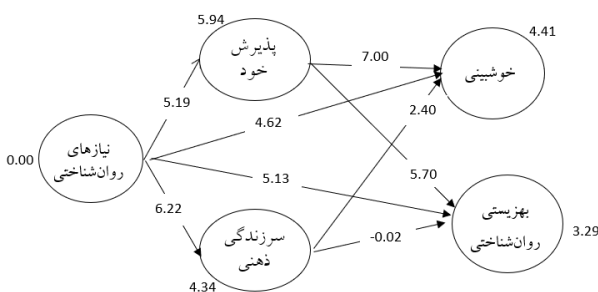 5.94
پذیرش
خود
4.41
خوشبینی
7.00
5.19
2.40
4.62
0.00
نیازهای
روان‌شناختی
5.13
5.70
6.22
بهزیستی
روان‌شناختی
3.29
سرزندگی
ذهنی
-0.02
4.34